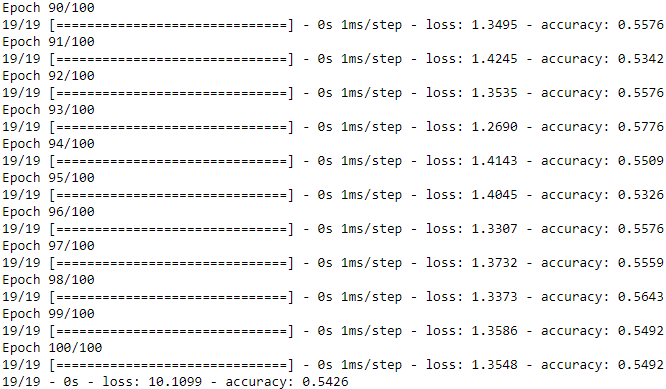 Epoch 90/100
19/19 [==============================] - 0s 1ms/step - loss: 1.3495 - accuracy: 0.5576
Epoch 91/100
19/19 [==============================] - 0s 1ms/step - loss: 1.4245 - accuracy: 0.5342
Epoch 92/100
19/19 [==============================] - 0s 1ms/step - loss: 1.3535 - accuracy: 0.5576
Epoch 93/100
19/19 [==============================] - 0s 1ms/step - loss: 1.2690 - accuracy: 0.5776
Epoch 94/100
19/19 [==============================] - 0s 1ms/step - loss: 1.4143 - accuracy: 0.5509
Epoch 95/100
19/19 [==============================] - 0s 1ms/step - loss: 1.4045 - accuracy: 0.5326
Epoch 96/100
19/19 [==============================] - 0s 1ms/step - loss: 1.3307 - accuracy: 0.5576
Epoch 97/100
19/19 [==============================] - 0s 1ms/step - loss: 1.3732 - accuracy: 0.5559
Epoch 98/100
19/19 [==============================] - 0s 1ms/step - loss: 1.3373 - accuracy: 0.5643
Epoch 99/100
19/19 [==============================] - 0s 1ms/step - loss: 1.3586 - accuracy: 0.5492
Epoch 100/100
19/19 [==============================] - 0s 1ms/step - loss: 1.3548 - accuracy: 0.5492
19/19 - 0s - loss: 10.1099 - accuracy: 0.5426